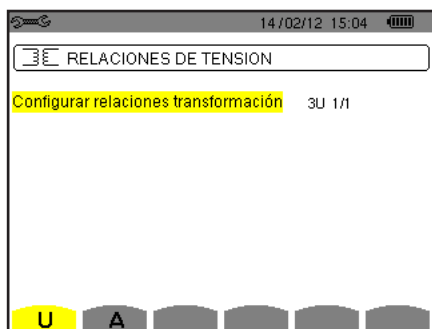 14/02/12 15:04
RELACIONES DE TENSION
Configurar relaciones transformación 3U 1/1
U A